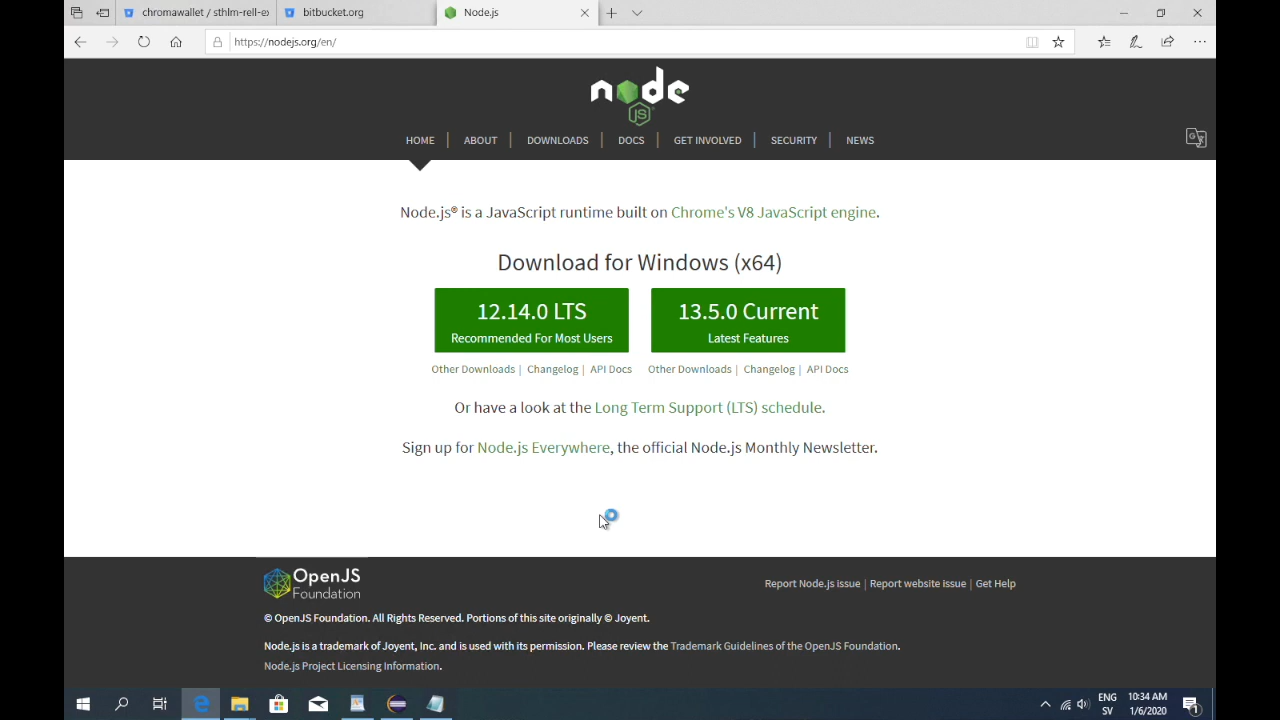 chromawallet / sthlm-rell-e
bitbucket.org
Node.js
https://nodejs.org/en/
node
JS
HOME
ABOUT
DOWNLOADS
DOCS
GET INVOLVED
SECURITY
NEWS
Node.js® is a JavaScript runtime built on Chrome's V8 JavaScript engine.
Download for Windows (x64)
12.14.0 LTS
Recommended For Most Users
13.5.0 Current
Latest Features
Other Downloads | Changelog | API Docs
Other Downloads | Changelog | API Docs
Or have a look at the Long Term Support (LTS) schedule.
Sign up for Node.js Everywhere, the official Node.js Monthly Newsletter.
OpenJS
Foundation
Report Node.js issue | Report website issue | Get Help
© OpenJS Foundation. All Rights Reserved. Portions of this site originally © Joyent.
Node.js is a trademark of Joyent, Inc. and is used with its permission. Please review the Trademark Guidelines of the OpenJS Foundation.
Node.js Project Licensing Information.
ENG
SV
10:34 AM
1/6/2020
1